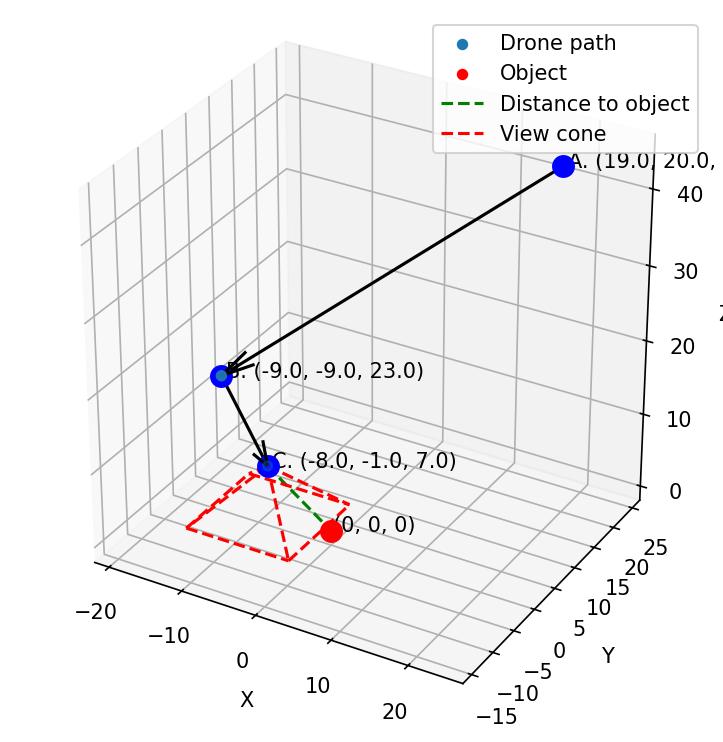 Drone path
Object
Distance to object
View cone
A. (19.0, 20.0,
B. (-9.0, -9.0, 23.0)
C. (-8.0, -1.0, 7.0)
(0, 0, 0)
40
30
20
10
0
Z
25
20
15
10
5
0
−5
−10
−15
Y
−20
−10
0
10
20
X